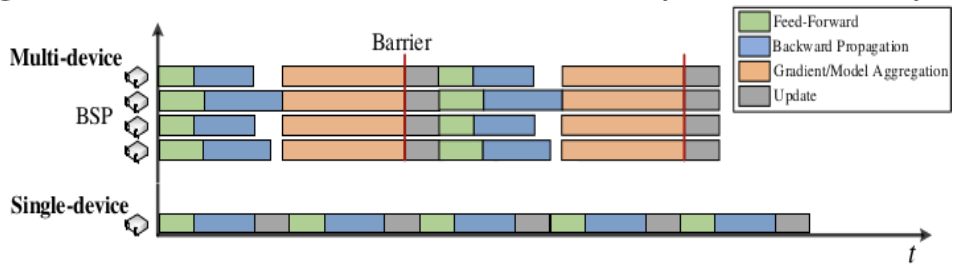 Feed-Forward
Barrier
Backward Propagation
Multi-device
Gradient/Model Aggregation
Update
BSP
Single-device
t